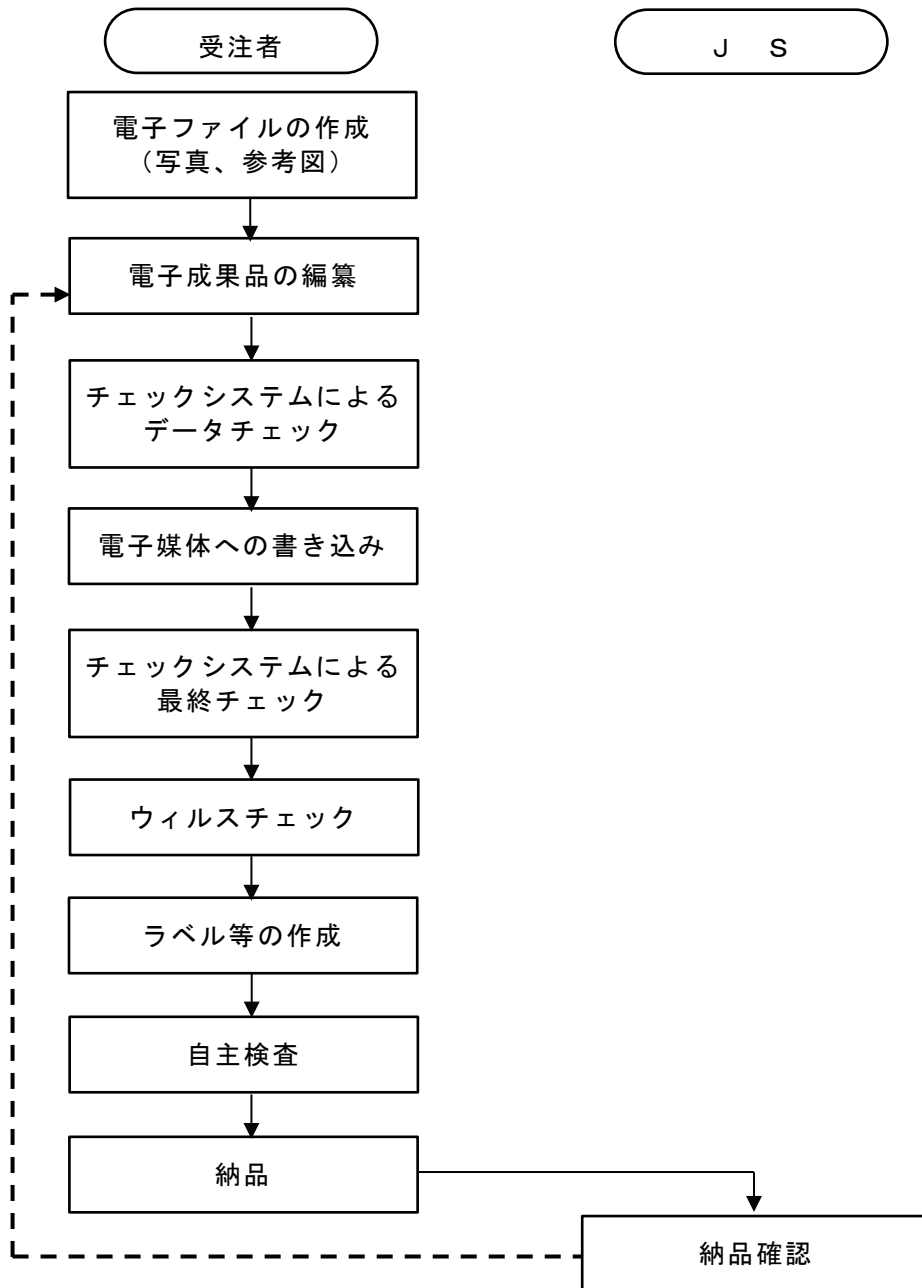 受注者
Ｊ　Ｓ
電子ファイルの作成
（写真、参考図）
電子成果品の編纂
チェックシステムによる
データチェック
電子媒体への書き込み
チェックシステムによる
最終チェック
ウィルスチェック
ラベル等の作成
自主検査
納品
納品確認